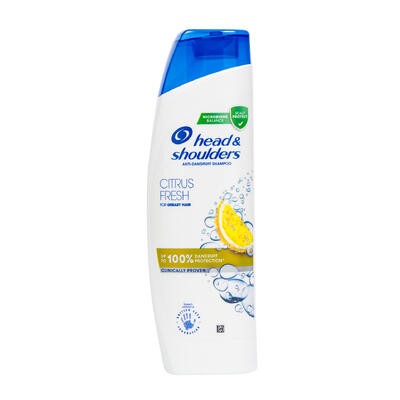 MICROBIOME
BALANCE
SCALP
PROTECT
head &
shoulders
ANTI-DANDRUFF SHAMPOO
CITRUS
FRESH
FOR GREASY HAIR
UP TO 100% DANDRUFF
PROTECTION*
CLINICALLY PROVEN